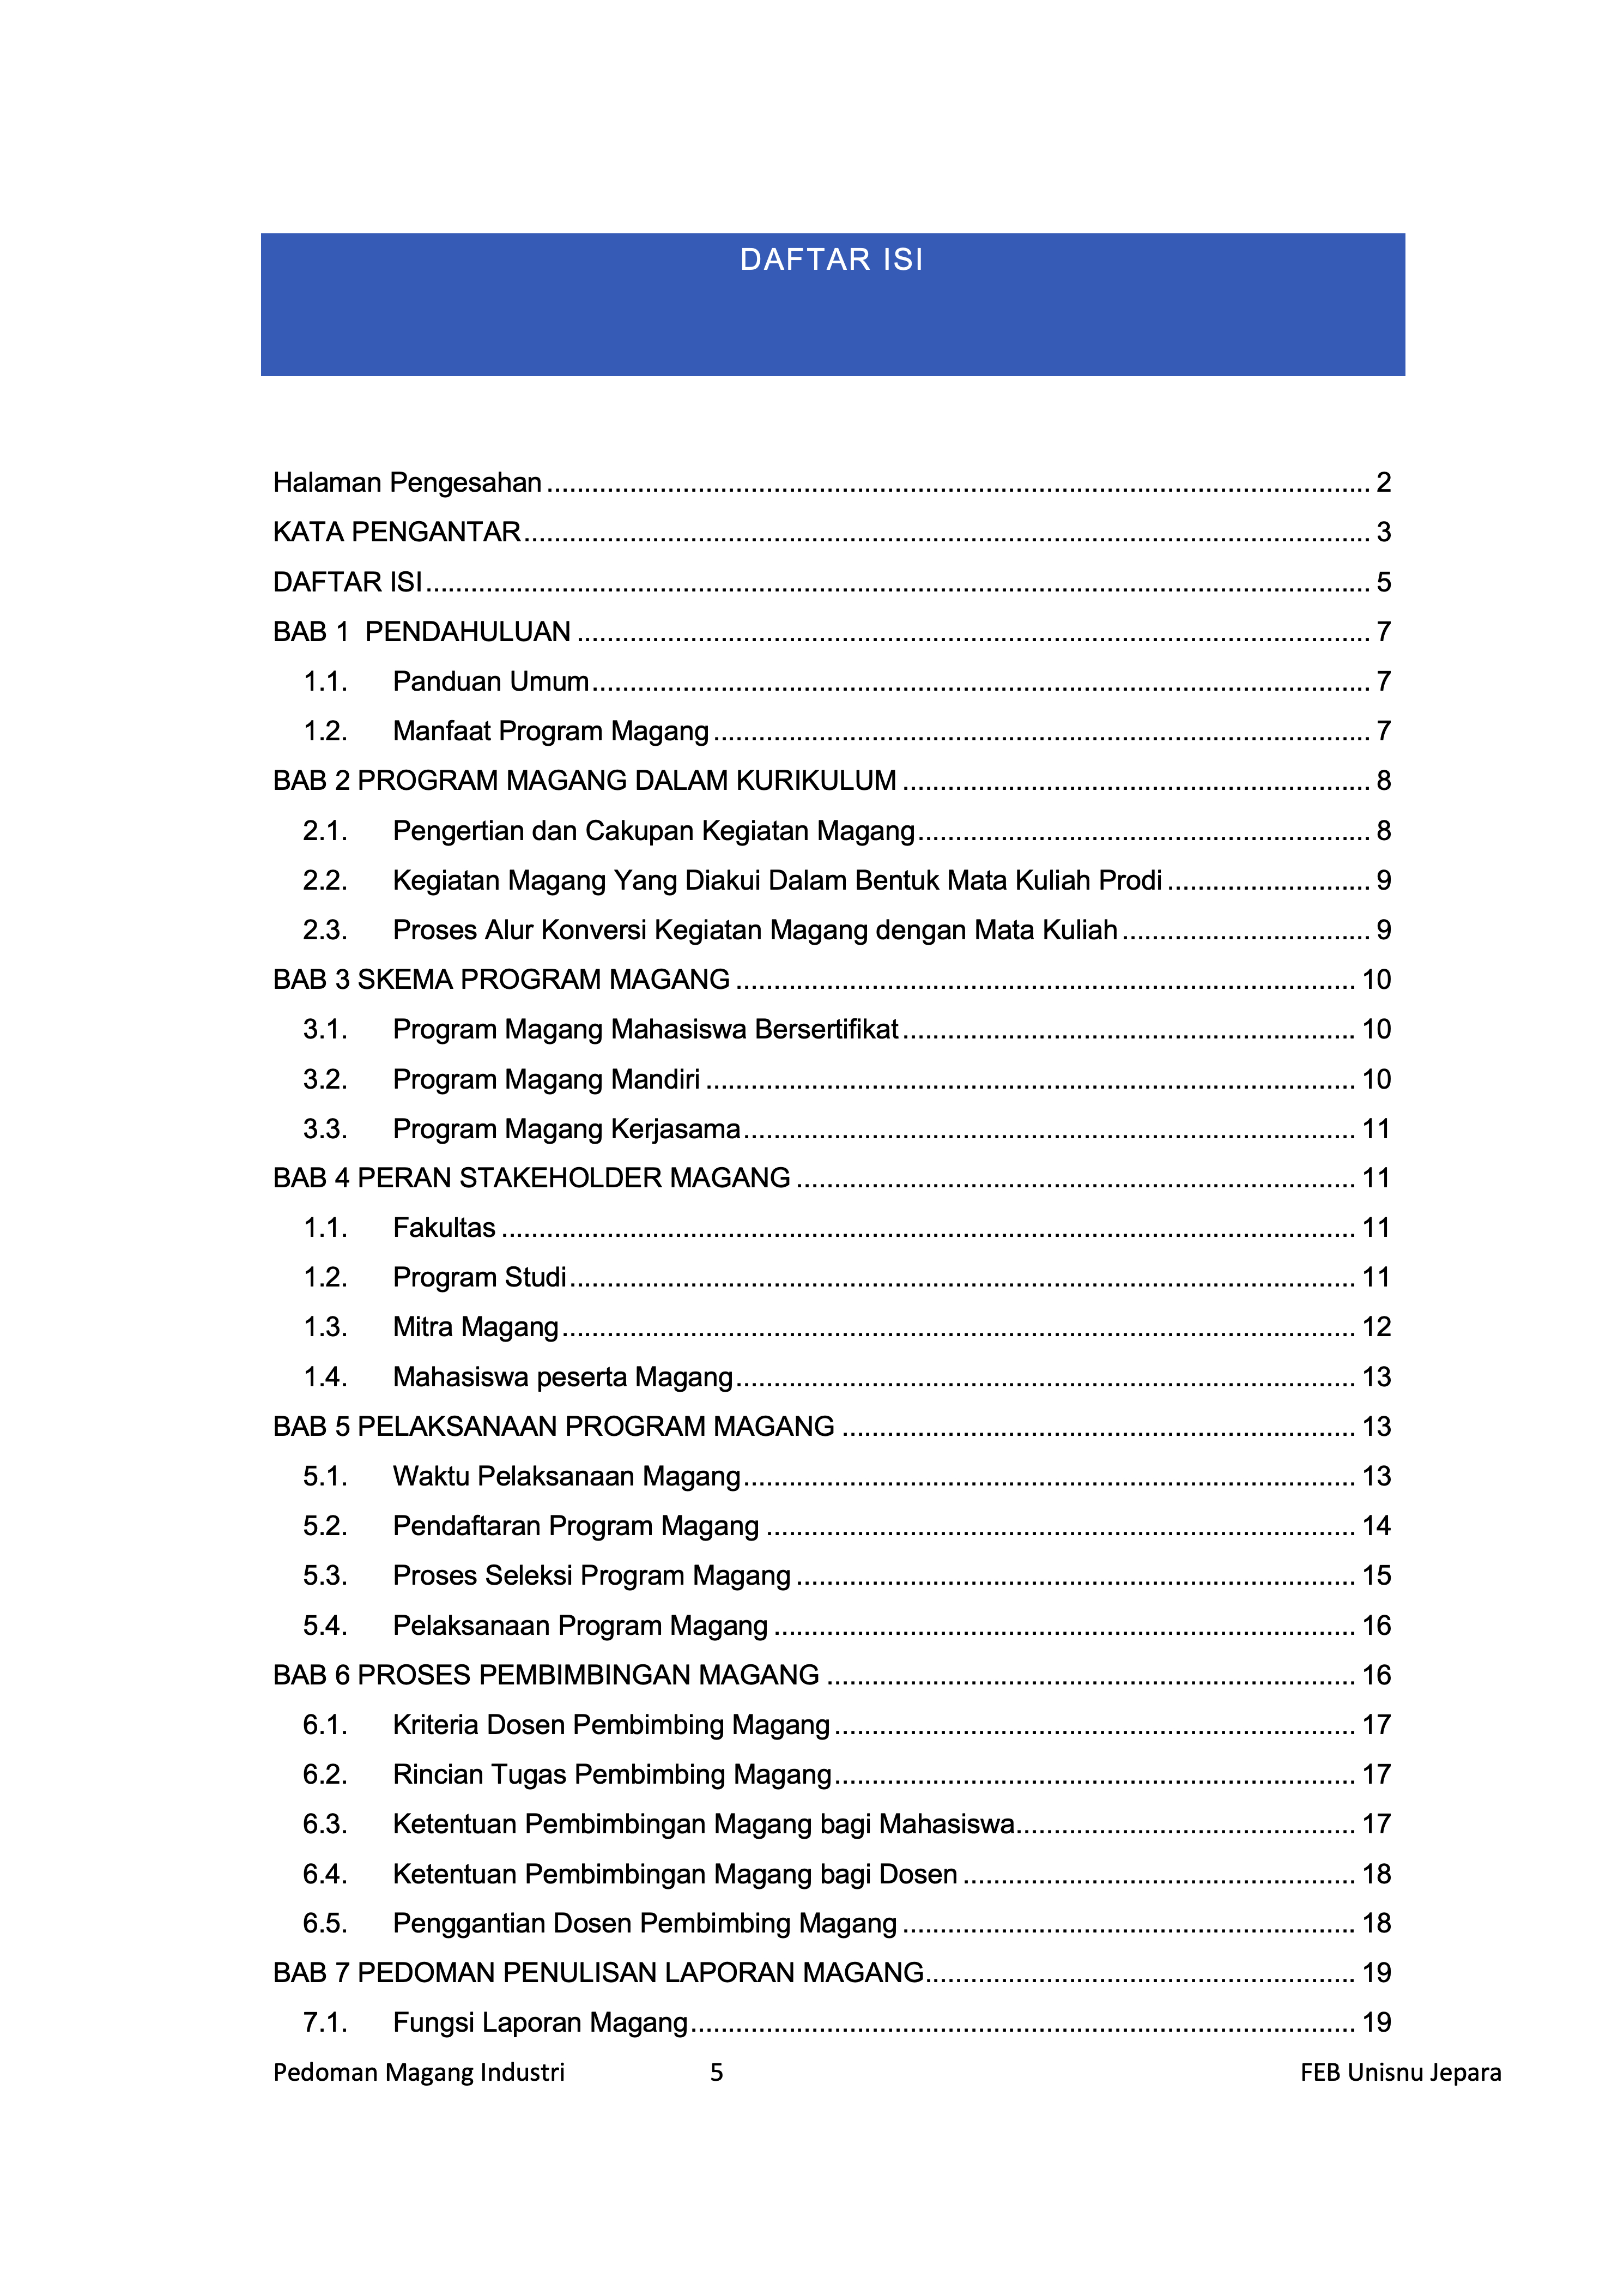 DAFTAR ISI
Halaman Pengesahan ........ 2
KATA PENGANTAR ........ 3
DAFTAR ISI ........ 5
BAB 1  PENDAHULUAN ........ 7
1.1. Panduan Umum ........ 7
1.2. Manfaat Program Magang ........ 7
BAB 2 PROGRAM MAGANG DALAM KURIKULUM ........ 8
2.1. Pengertian dan Cakupan Kegiatan Magang ........ 8
2.2. Kegiatan Magang Yang Diakui Dalam Bentuk Mata Kuliah Prodi ........ 9
2.3. Proses Alur Konversi Kegiatan Magang dengan Mata Kuliah ........ 9
BAB 3 SKEMA PROGRAM MAGANG ........ 10
3.1. Program Magang Mahasiswa Bersertifikat ........ 10
3.2. Program Magang Mandiri ........ 10
3.3. Program Magang Kerjasama ........ 11
BAB 4 PERAN STAKEHOLDER MAGANG ........ 11
1.1. Fakultas ........ 11
1.2. Program Studi ........ 11
1.3. Mitra Magang ........ 12
1.4. Mahasiswa peserta Magang ........ 13
BAB 5 PELAKSANAAN PROGRAM MAGANG ........ 13
5.1. Waktu Pelaksanaan Magang ........ 13
5.2. Pendaftaran Program Magang ........ 14
5.3. Proses Seleksi Program Magang ........ 15
5.4. Pelaksanaan Program Magang ........ 16
BAB 6 PROSES PEMBIMBINGAN MAGANG ........ 16
6.1. Kriteria Dosen Pembimbing Magang ........ 17
6.2. Rincian Tugas Pembimbing Magang ........ 17
6.3. Ketentuan Pembimbingan Magang bagi Mahasiswa ........ 17
6.4. Ketentuan Pembimbingan Magang bagi Dosen ........ 18
6.5. Penggantian Dosen Pembimbing Magang ........ 18
BAB 7 PEDOMAN PENULISAN LAPORAN MAGANG ........ 19
7.1. Fungsi Laporan Magang ........ 19
Pedoman Magang Industri 5 FEB Unisnu Jepara